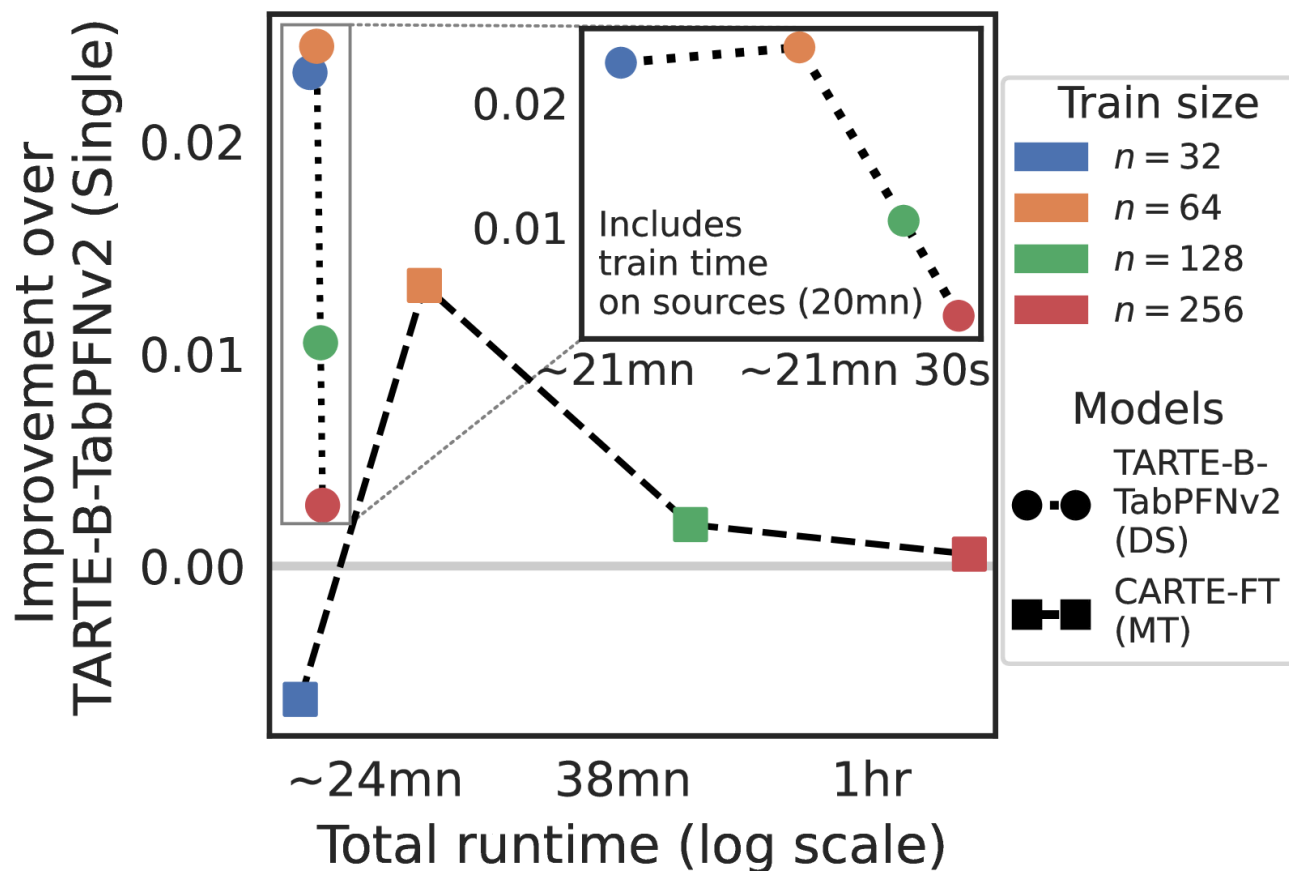 Improvement over
TARTE-B-TabPFNv2 (Single)
0.02
0.01
0.00
0.02
0.01
Includes
train time
on sources (20mn)
~21mn
~21mn 30s
~24mn
38mn
1hr
Total runtime (log scale)
Train size
n = 32
n = 64
n = 128
n = 256
Models
TARTE-B-
TabPFNv2
(DS)
CARTE-FT
(MT)